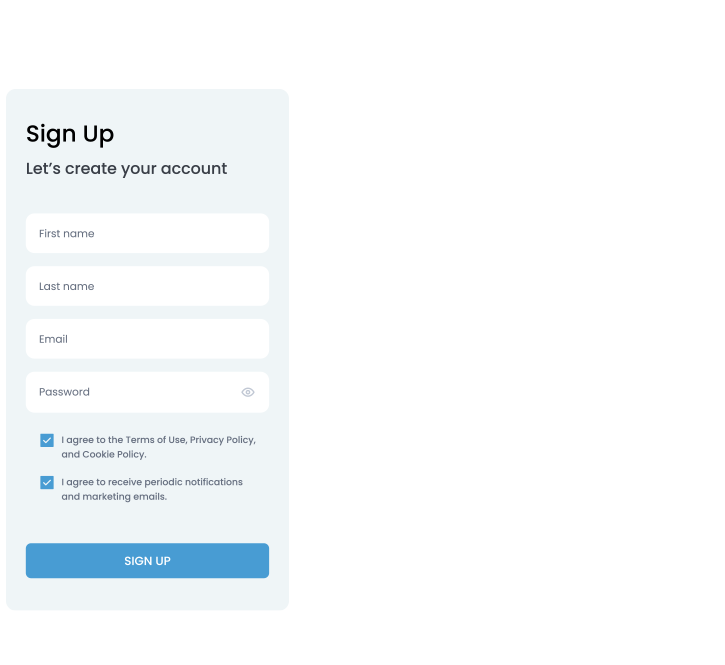 Sign Up
Let’s create your account
First name
Last name
Email
Password
I agree to the Terms of Use, Privacy Policy,
and Cookie Policy.
I agree to receive periodic notifications
and marketing emails.
SIGN UP